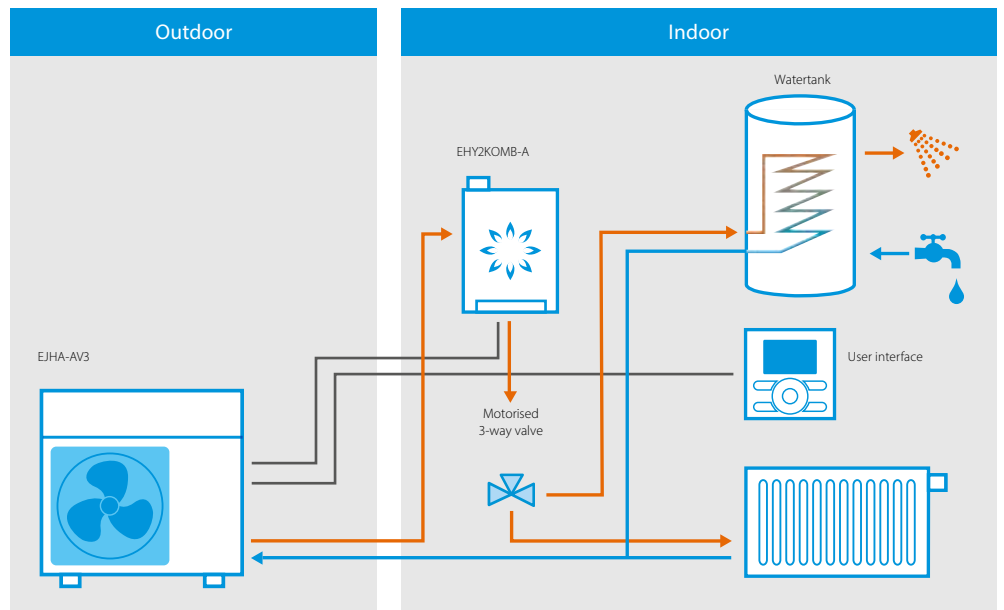 Outdoor
Indoor
Watertank
EHY2KOMB-A
EJHA-AV3
User interface
Motorised
3-way valve